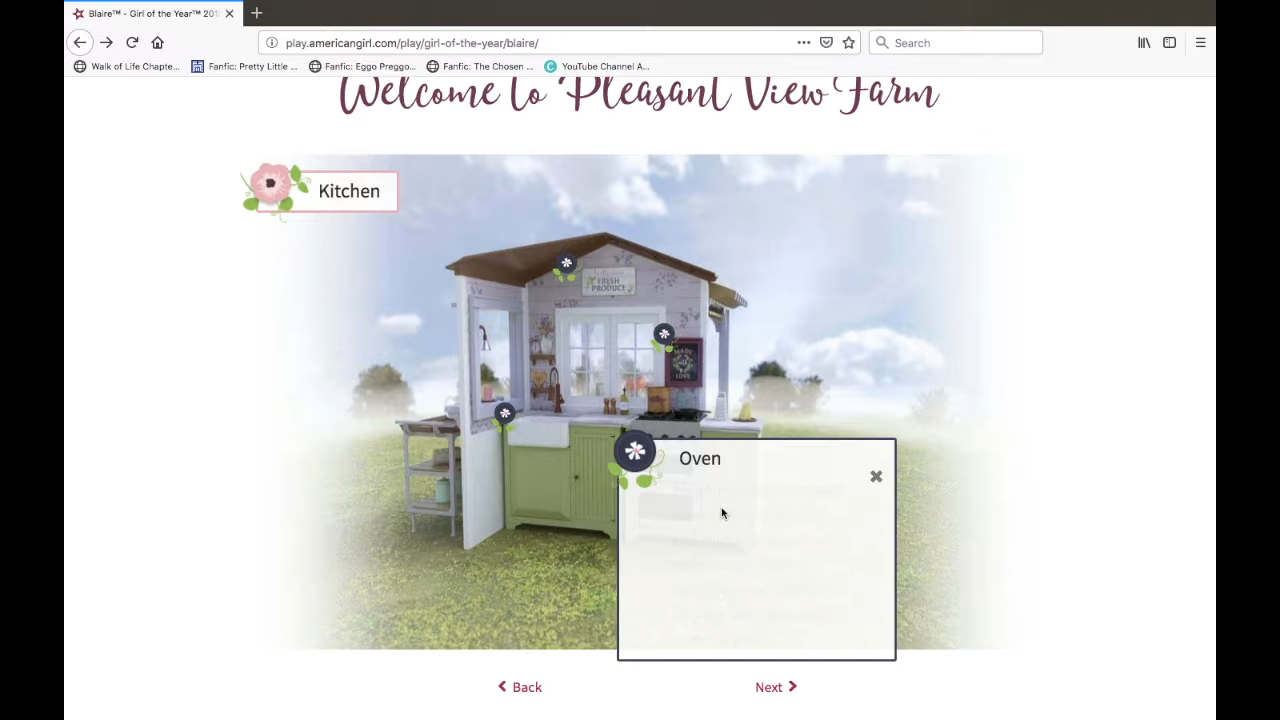 Blaire™ - Girl of the Year™ 201
play.americangirl.com/play/girl-of-the-year/blaire/
Search
Walk of Life Chapte...
Fanfic: Pretty Little ...
Fanfic: Eggo Preggo...
Fanfic: The Chosen ...
YouTube Channel A...
Welcome to Pleasant View Farm
Kitchen
FRESH
PRODUCE
MADE
LOVE
Oven
Back
Next